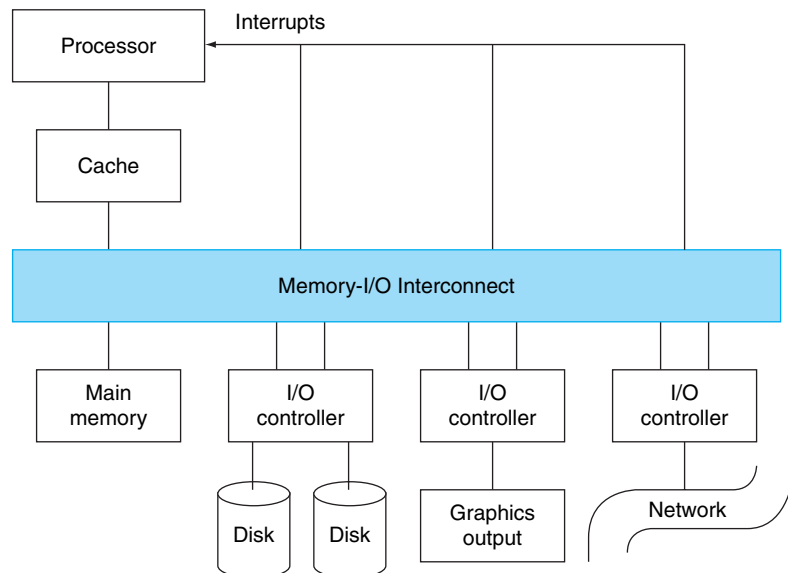 Interrupts
Processor
Cache
Memory-I/O Interconnect
Main
memory
I/O
controller
I/O
controller
I/O
controller
Disk
Disk
Graphics
output
Network